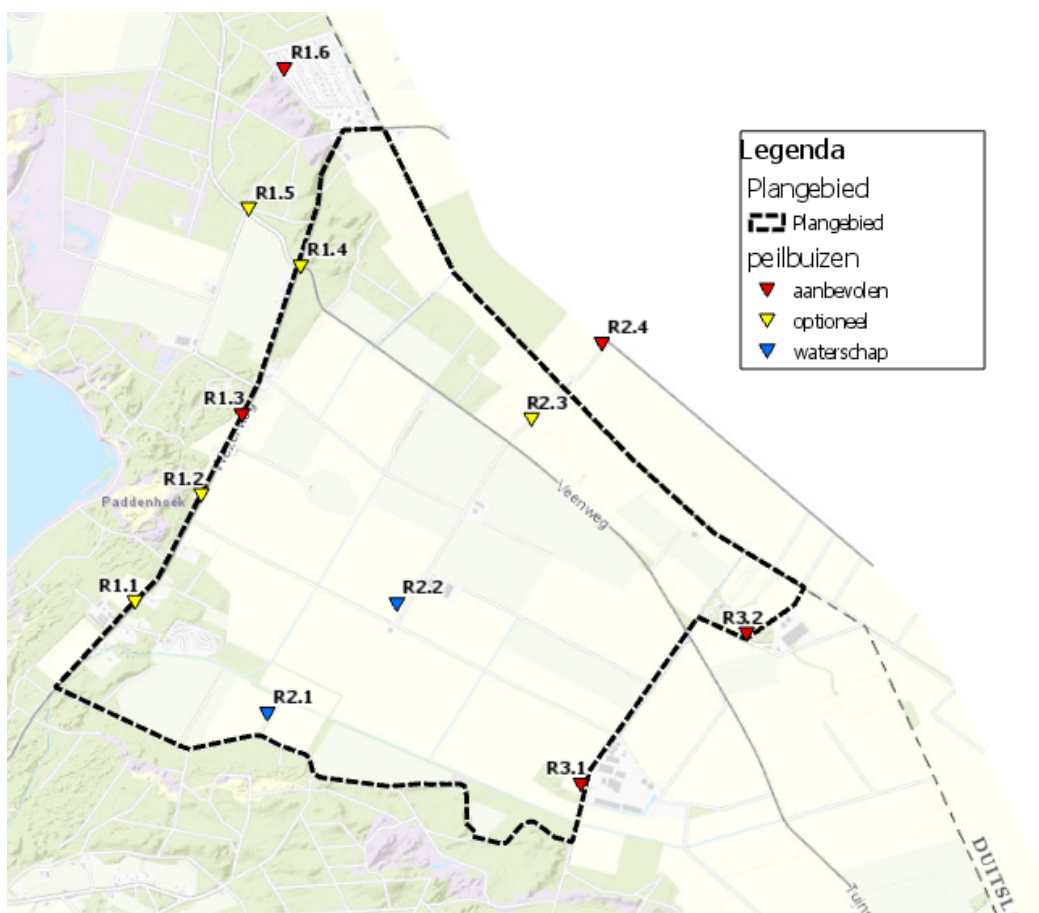 R1.6
Legenda
Plangebied
Plangebied
peilbuizen
aanbevolen
optioneel
waterschap
R1.5
R1.4
R2.4
R1.3
R2.3
R1.2
Paddenhoek
Veenweg
R1.1
R2.2
R3.2
R2.1
R3.1
DUITSL
Tuin